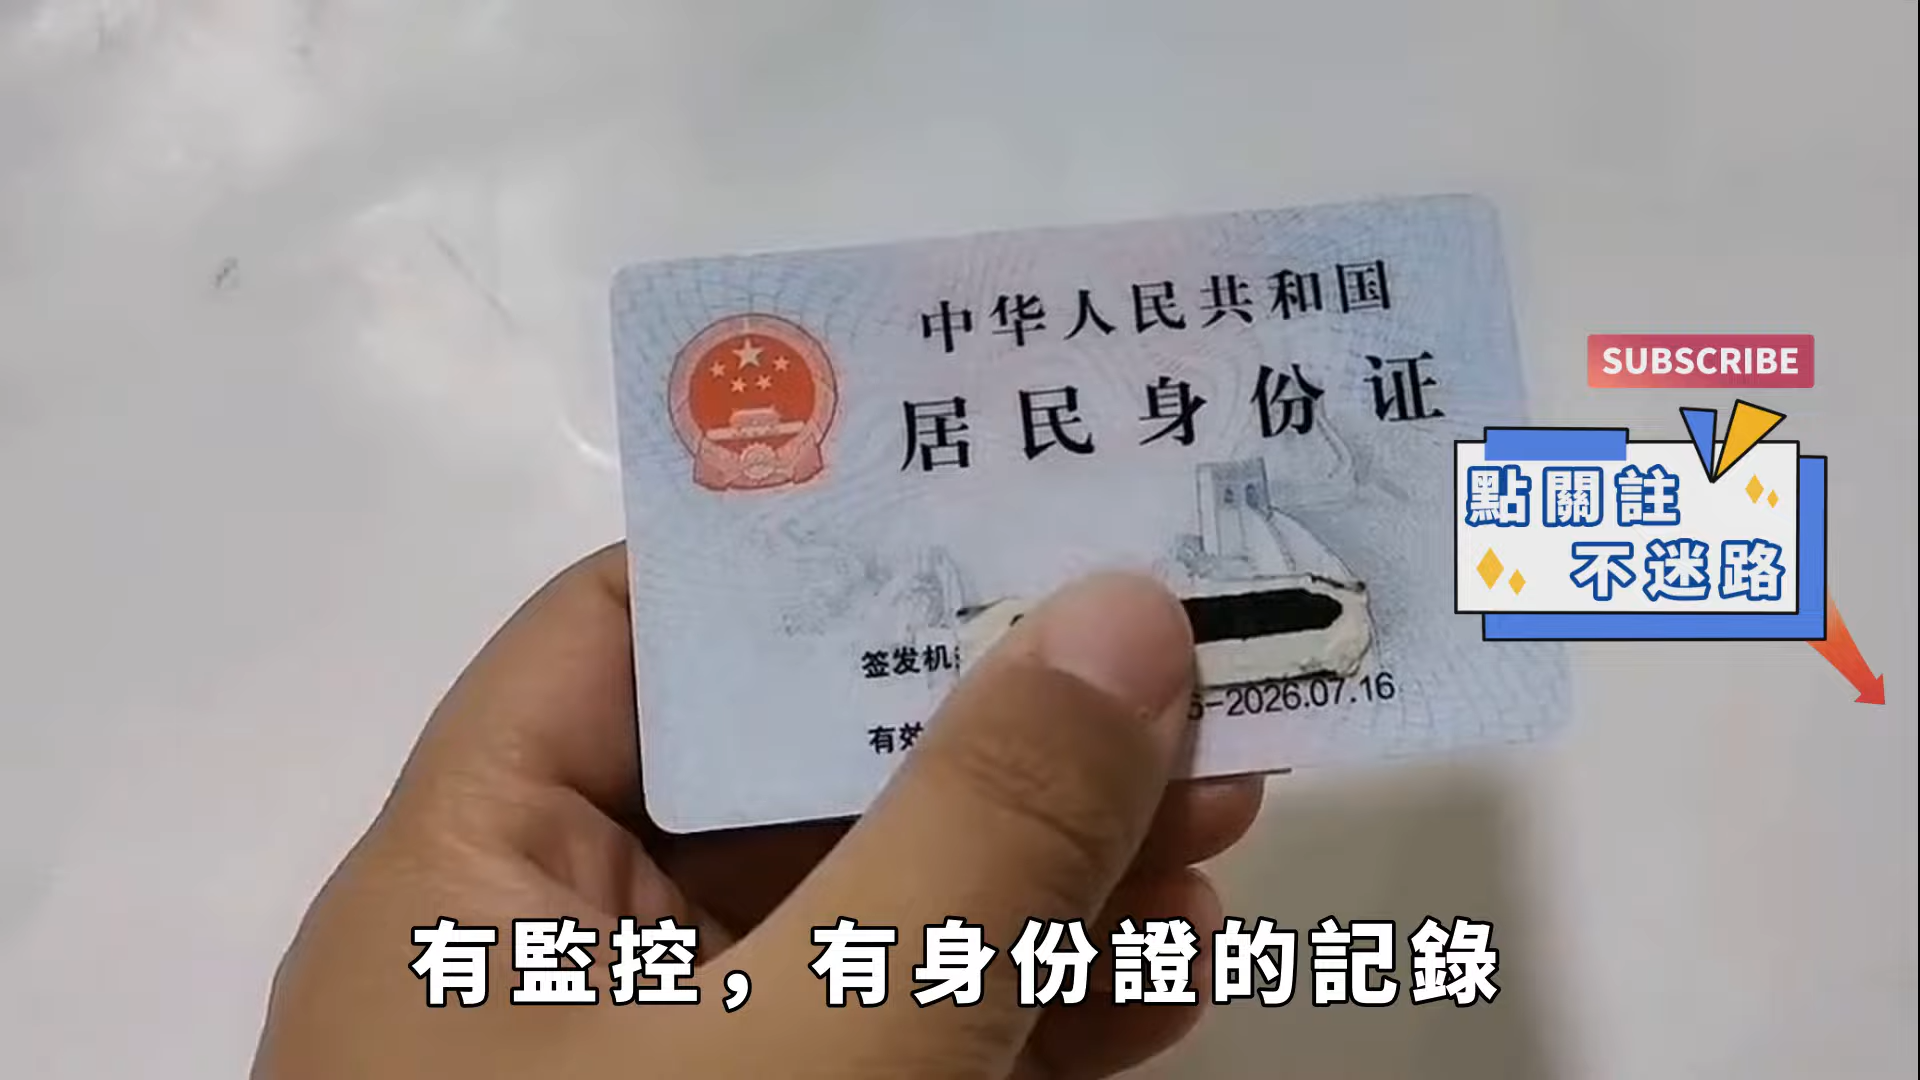 中华人民共和国
居民身份证
签发机
有效
-2026.07.16
SUBSCRIBE
點關註
不迷路
有監控，有身份證的記錄